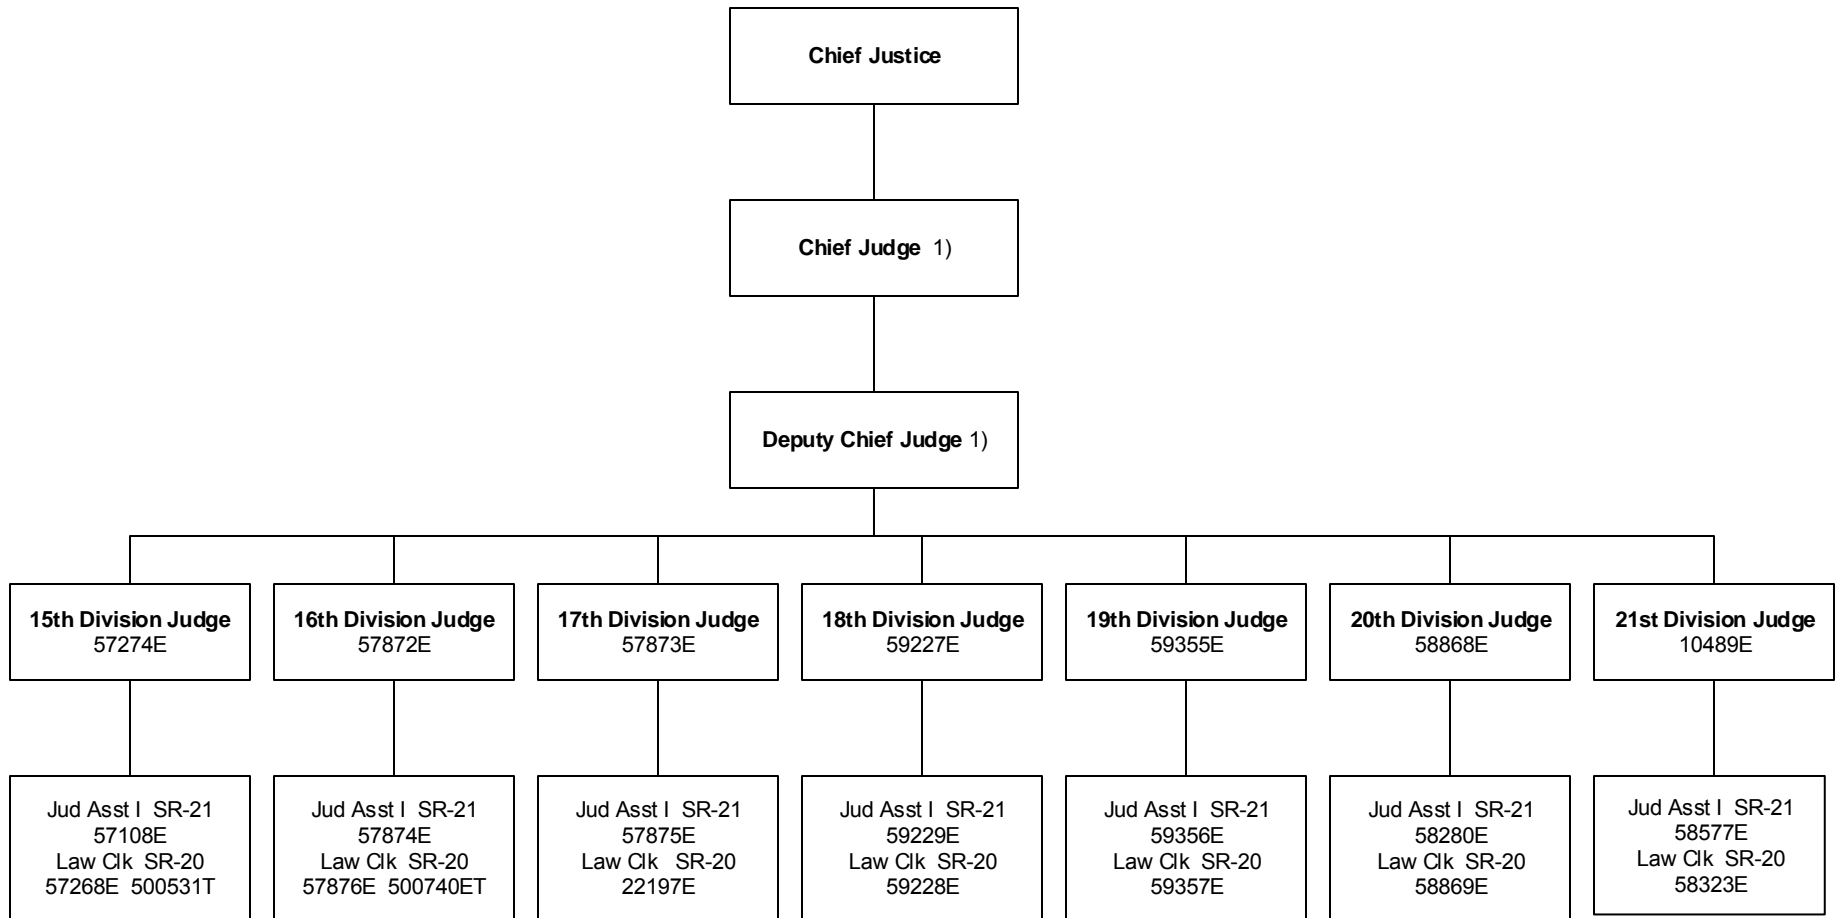 Chief Justice
Chief Judge 1)
Deputy Chief Judge 1)
15th Division Judge
57274E
16th Division Judge
57872E
17th Division Judge
57873E
18th Division Judge
59227E
19th Division Judge
59355E
20th Division Judge
58868E
21st Division Judge
10489E
Jud Asst I SR-21
57108E
Law Clk SR-20
57268E 500531T
Jud Asst I SR-21
57874E
Law Clk SR-20
57876E 500740ET
Jud Asst I SR-21
57875E
Law Clk SR-20
22197E
Jud Asst I SR-21
59229E
Law Clk SR-20
59228E
Jud Asst I SR-21
59356E
Law Clk SR-20
59357E
Jud Asst I SR-21
58280E
Law Clk SR-20
58869E
Jud Asst I SR-21
58577E
Law Clk SR-20
58323E